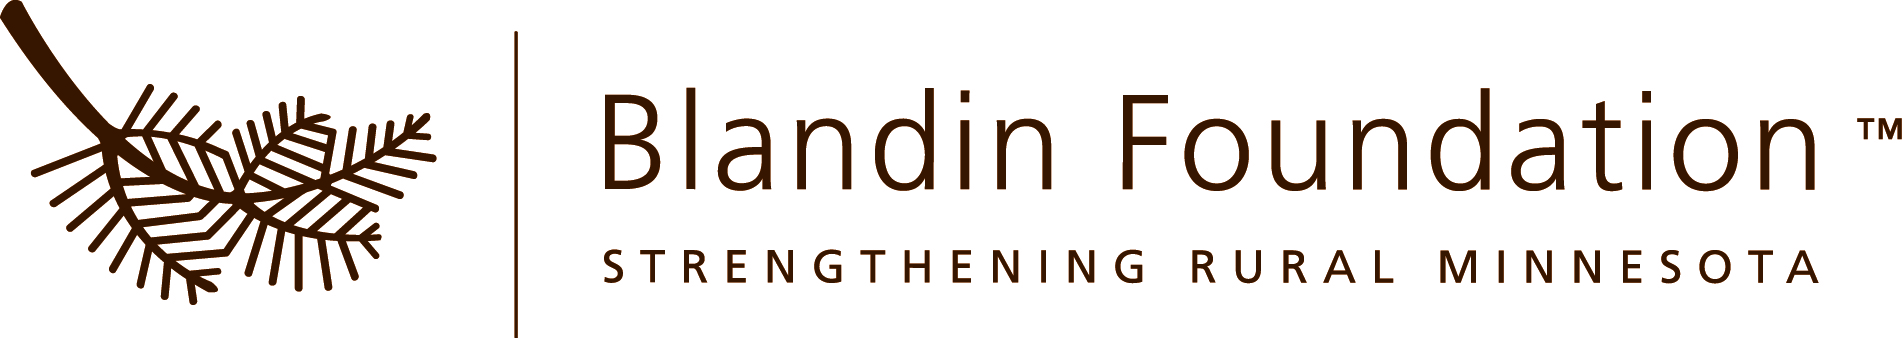 Blandin Foundation™
STRENGTHENING RURAL MINNESOTA